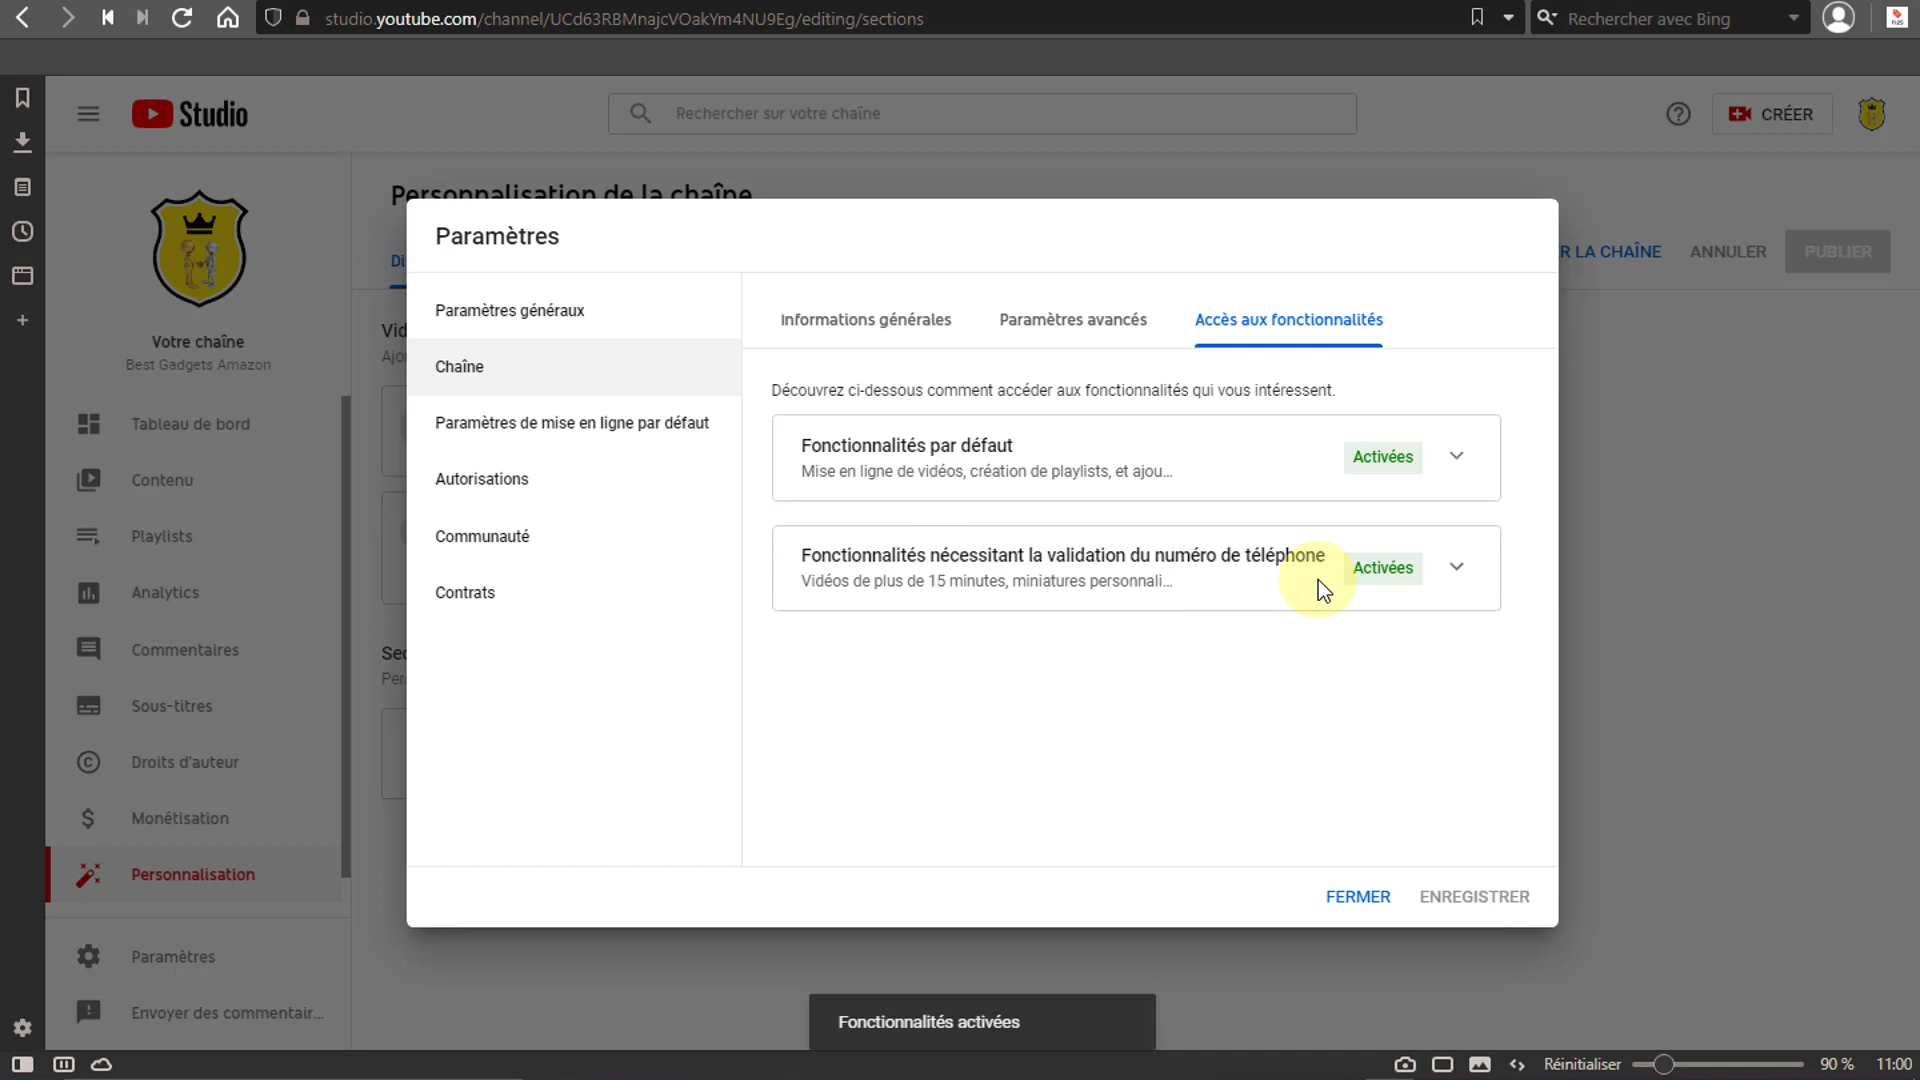 studio.youtube.com/channel/UCd63RBMnajcVOakYm4NU9Eg/editing/sections
Rechercher avec Bing
Studio
Rechercher sur votre chaîne
CRÉER
Personnalisation de la chaîne
R LA CHAÎNE
ANNULER
PUBLIER
Votre chaîne
Best Gadgets Amazon
Tableau de bord
Contenu
Playlists
Analytics
Commentaires
Sous-titres
Droits d'auteur
Monétisation
Personnalisation
Paramètres
Envoyer des commentair...
Di
Vid
Ajo
Sec
Per
Paramètres
Paramètres généraux
Chaîne
Paramètres de mise en ligne par défaut
Autorisations
Communauté
Contrats
Informations générales
Paramètres avancés
Accès aux fonctionnalités
Découvrez ci-dessous comment accéder aux fonctionnalités qui vous intéressent.
Fonctionnalités par défaut
Mise en ligne de vidéos, création de playlists, et ajou...
Activées
Fonctionnalités nécessitant la validation du numéro de téléphone
Vidéos de plus de 15 minutes, miniatures personnali...
Activées
FERMER
ENREGISTRER
Fonctionnalités activées
Réinitialiser
90 %
11:00